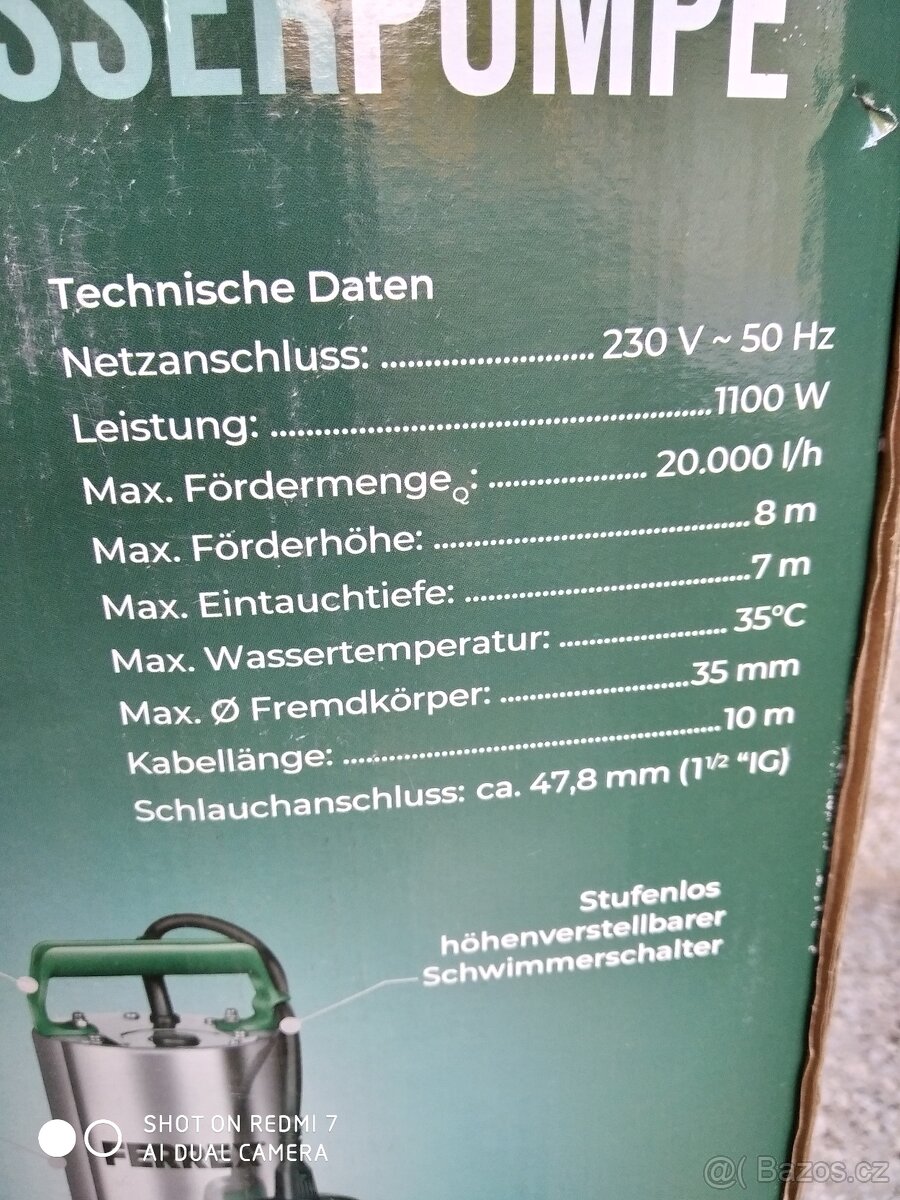 SSERPUMPE
Technische Daten
Netzanschluss: ........................ 230 V ~ 50 Hz
Leistung: ..................................................1100 W
Max. FördermengeQ: .................. 20.000 l/h
Max. Förderhöhe: ....................................8 m
Max. Eintauchtiefe: .................................7 m
Max. Wassertemperatur: ................... 35°C
Max. Ø Fremdkörper: ......................35 mm
Kabellänge: .............................................10 m
Schlauchanschluss: ca. 47,8 mm (1 1/2 “IG)
Stufenlos
höhenverstellbarer
Schwimmerschalter
SHOT ON REDMI 7
AI DUAL CAMERA
@( Bazos.cz